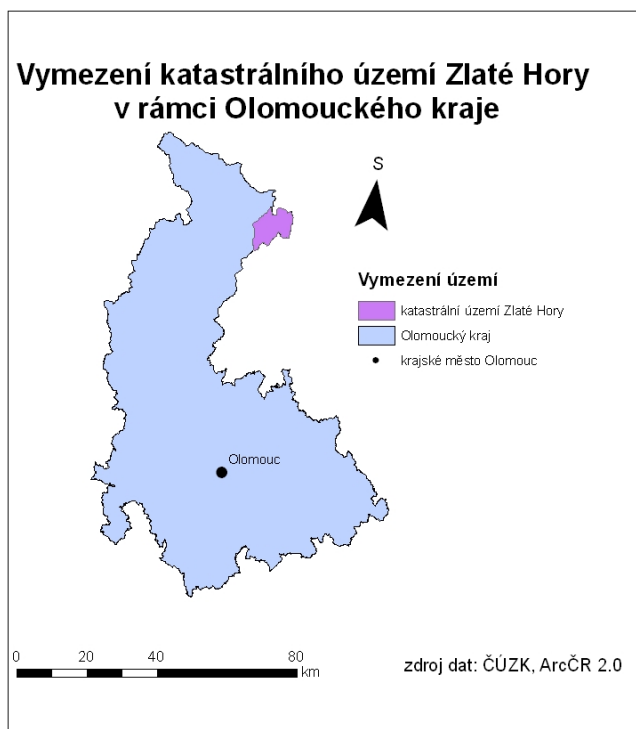 Vymezení katastrálního území Zlaté Hory
v rámci Olomouckého kraje
S
Vymezení území
katastrální území Zlaté Hory
Olomoucký kraj
krajské město Olomouc
Olomouc
0 20 40 80
km
zdroj dat: ČÚZK, ArcČR 2.0